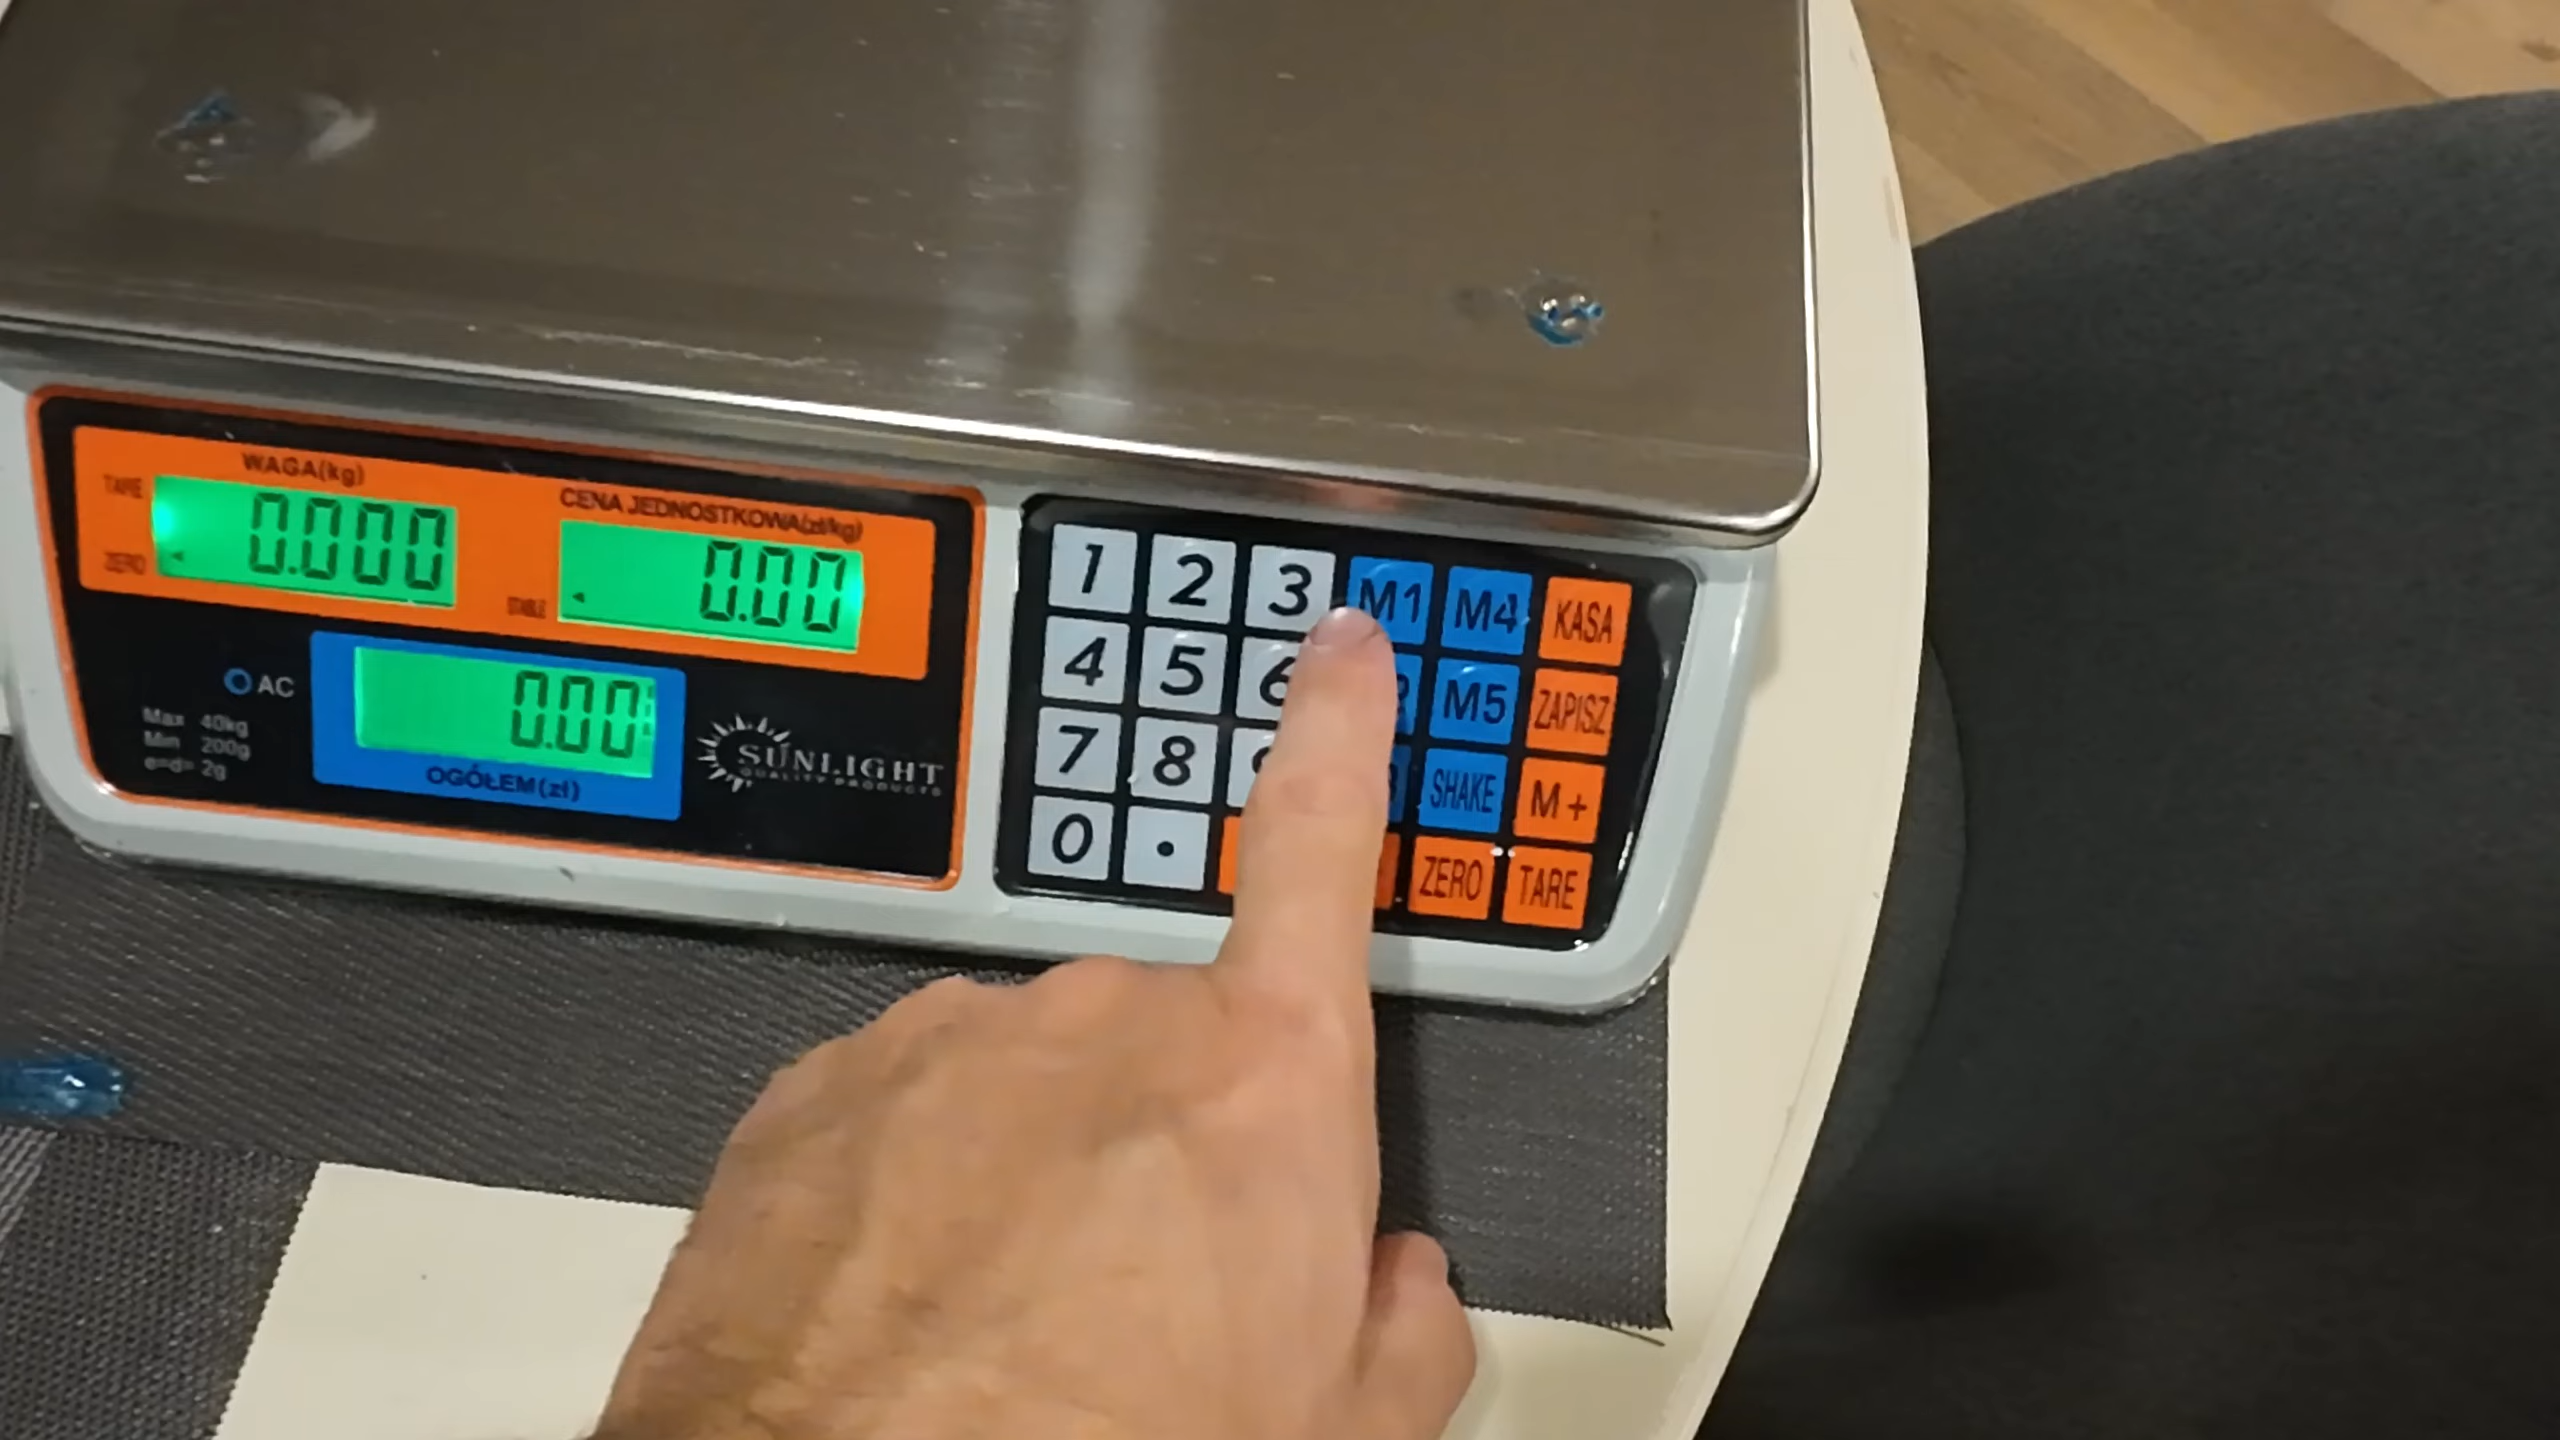 WAGA(kg)
TARE
0.000
ZERO
CENA JEDNOSTKOWA(zł/kg)
0.00
STABLE
AC
Max 40kg
Min 200g
e=d= 2g
0.00
OGÓŁEM(zł)
SUNLIGHT
QUALITY PRODUCTS
1 2 3 M1 M4 KASA
4 5 6 M5 ZAPISZ
7 8 SHAKE M+
0 . ZERO TARE